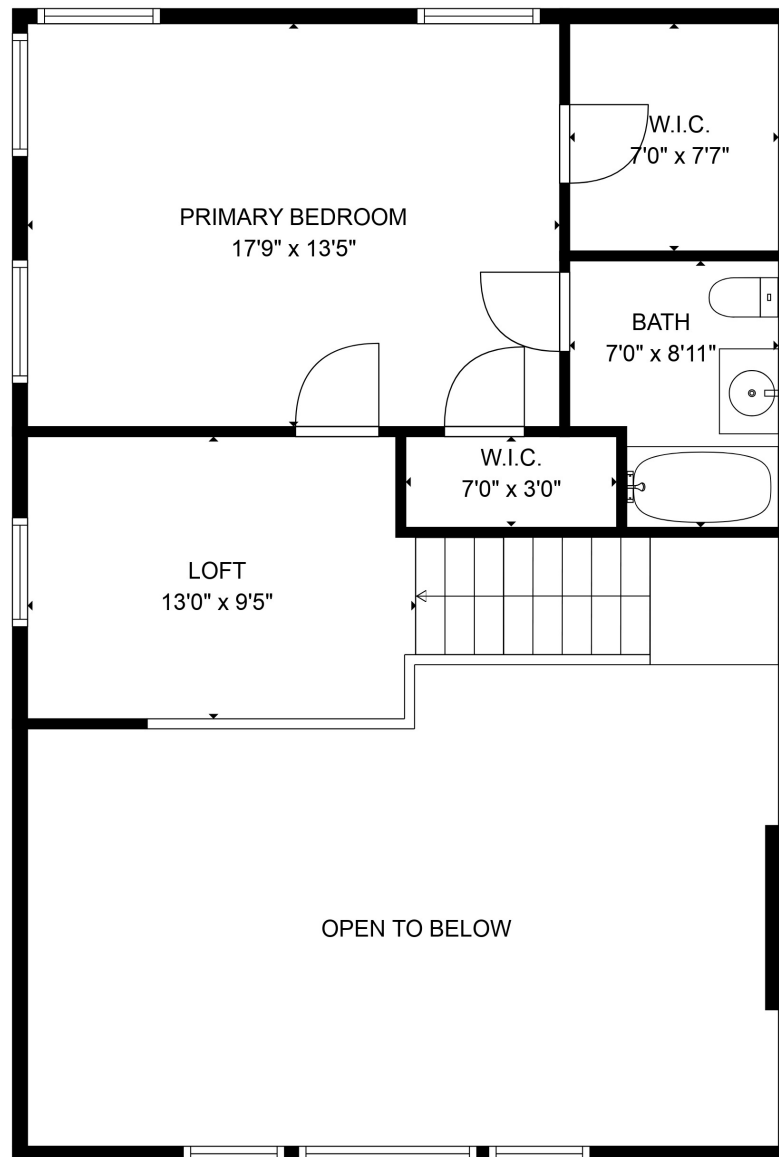 W.I.C.
7'0" x 7'7"
PRIMARY BEDROOM
17'9" x 13'5"
BATH
7'0" x 8'11"
W.I.C.
7'0" x 3'0"
LOFT
13'0" x 9'5"
OPEN TO BELOW